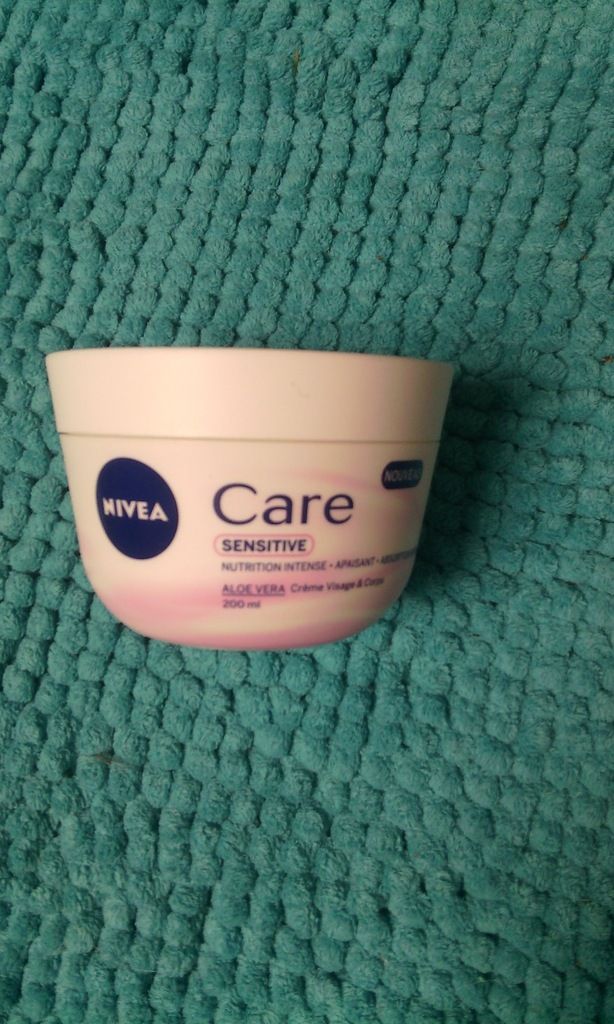 NOUVEAU
NIVEA
Care
SENSITIVE
NUTRITION INTENSE • APAISANT •
ALOE VERA Crème Visage & Corps
200 ml